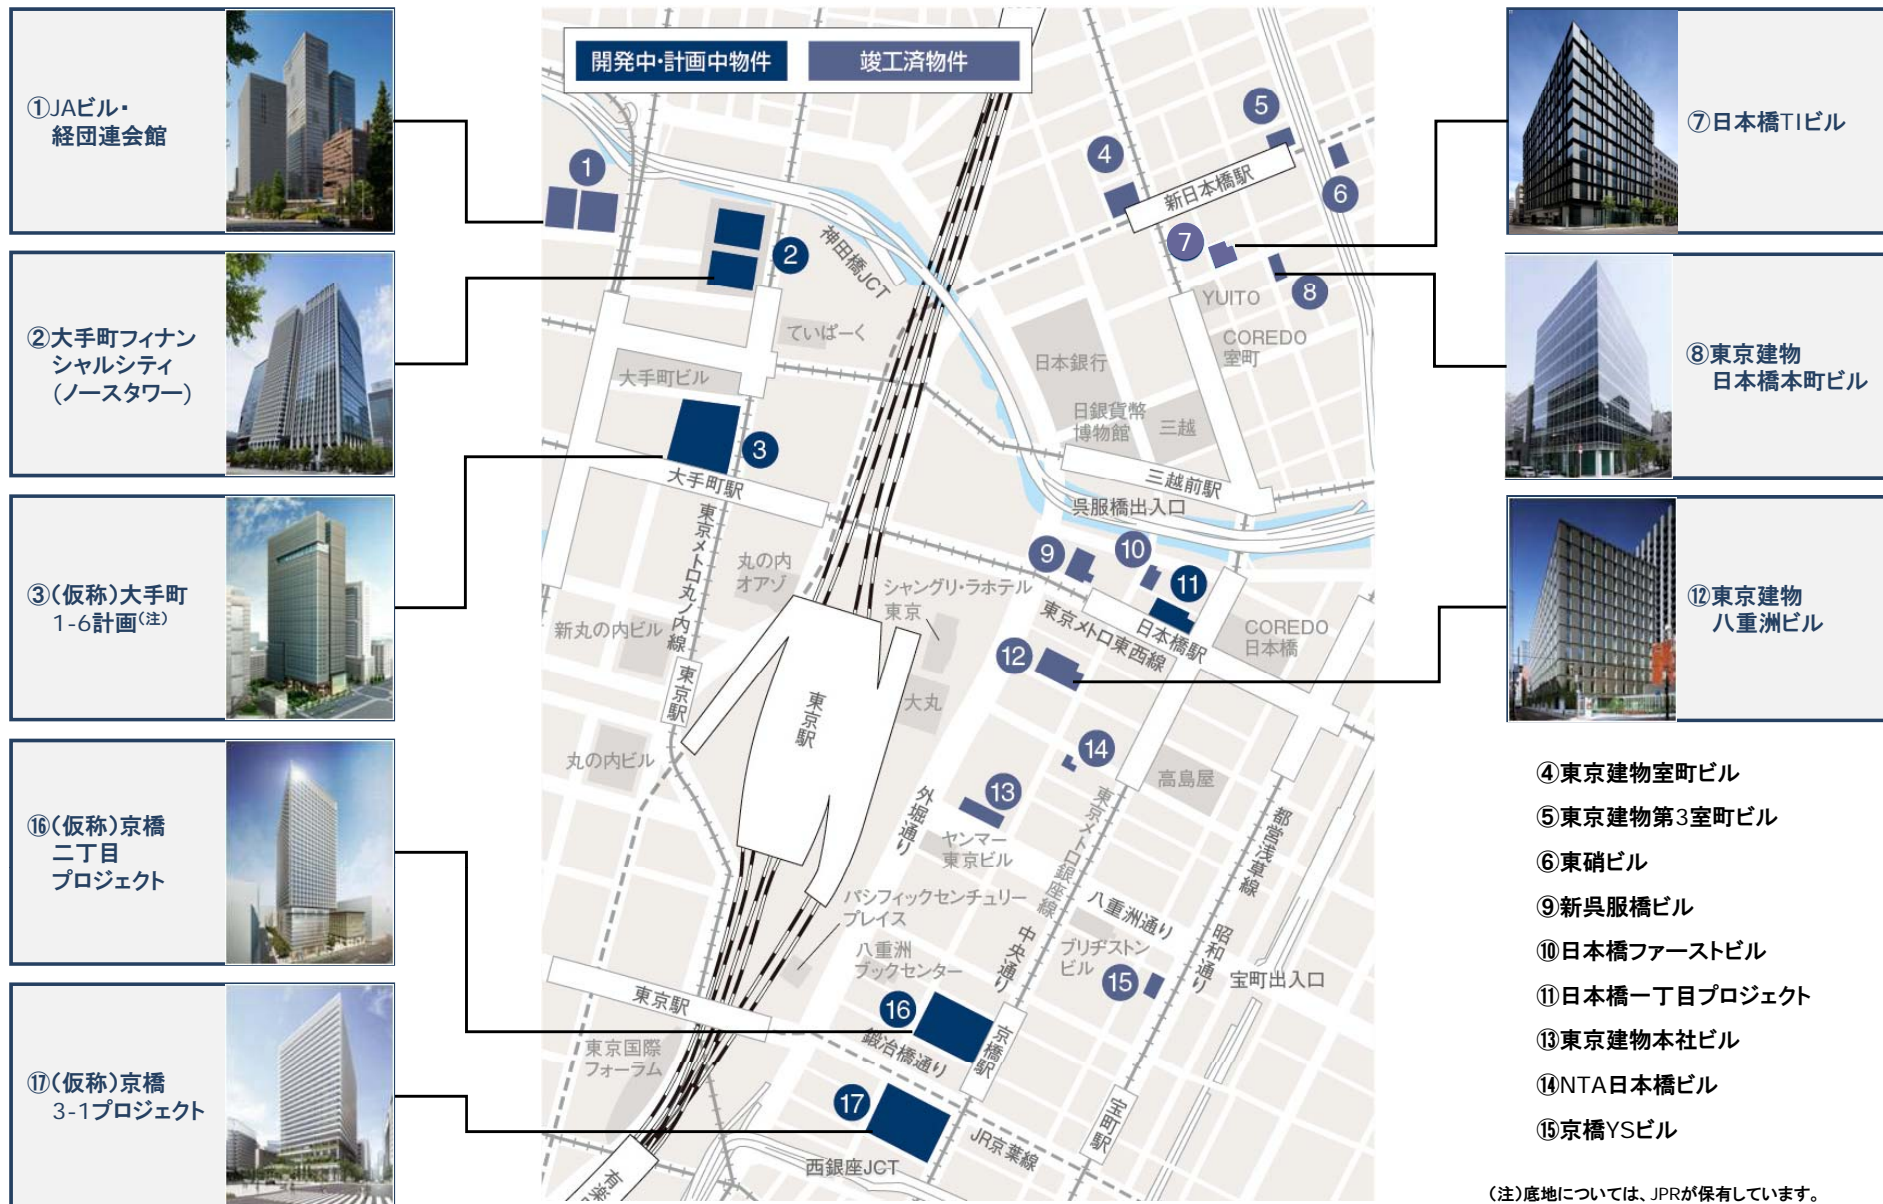 ①JAビル・
経団連会館
②大手町フィナン
シャルシティ
(ノースタワー)
③(仮称)大手町
1-6計画(注)
⑯(仮称)京橋
二丁目
プロジェクト
⑰(仮称)京橋
3-1プロジェクト
開発中・計画中物件
竣工済物件
1
2
3
4
5
6
7
8
9
10
11
12
13
14
15
16
17
新日本橋駅
神田橋JCT
YUITO
COREDO
室町
ていぱーく
日本銀行
大手町ビル
日銀貨幣
博物館
三越
大手町駅
三越前駅
呉服橋出入口
東京メトロ丸ノ内線
丸の内
オアゾ
シャングリ・ラホテル
東京
東京メトロ東西線
日本橋駅
COREDO
日本橋
新丸の内ビル
東京駅
東京駅
大丸
丸の内ビル
高島屋
外堀通り
ヤンマー
東京ビル
東京メトロ銀座線
都営浅草線
八重洲通り
パシフィックセンチュリー
プレイス
八重洲
ブックセンター
中央通り
ブリヂストン
ビル
昭和通り
宝町出入口
東京駅
東京国際
フォーラム
鍛冶橋通り
京橋駅
宝町駅
JR京葉線
西銀座JCT
有楽
⑦日本橋TIビル
⑧東京建物
日本橋本町ビル
⑫東京建物
八重洲ビル
④東京建物室町ビル
⑤東京建物第3室町ビル
⑥東硝ビル
⑨新呉服橋ビル
⑩日本橋ファーストビル
⑪日本橋一丁目プロジェクト
⑬東京建物本社ビル
⑭NTA日本橋ビル
⑮京橋YSビル
(注)底地については、JPRが保有しています。